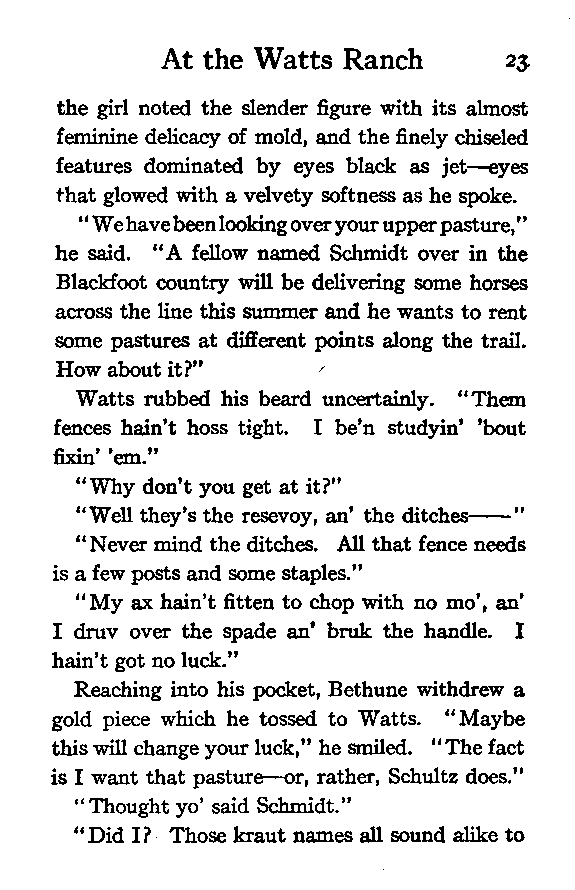 At the Watts Ranch 23
the girl noted the slender figure with its almost
feminine delicacy of mold, and the finely chiseled
features dominated by eyes black as jet—eyes
that glowed with a velvety softness as he spoke.
"We have been looking over your upper pasture,"
he said. "A fellow named Schmidt over in the
Blackfoot country will be delivering some horses
across the line this summer and he wants to rent
some pastures at different points along the trail.
How about it?"
Watts rubbed his beard uncertainly. "Them
fences hain't hoss tight. I be'n studyin' 'bout
fixin' 'em."
"Why don't you get at it?"
"Well they's the resevoy, an' the ditches——"
"Never mind the ditches. All that fence needs
is a few posts and some staples."
"My ax hain't fitten to chop with no mo', an'
I druv over the spade an' bruk the handle. I
hain't got no luck."
Reaching into his pocket, Bethune withdrew a
gold piece which he tossed to Watts. "Maybe
this will change your luck," he smiled. "The fact
is I want that pasture—or, rather, Schultz does."
"Thought yo' said Schmidt."
"Did I? Those kraut names all sound alike to